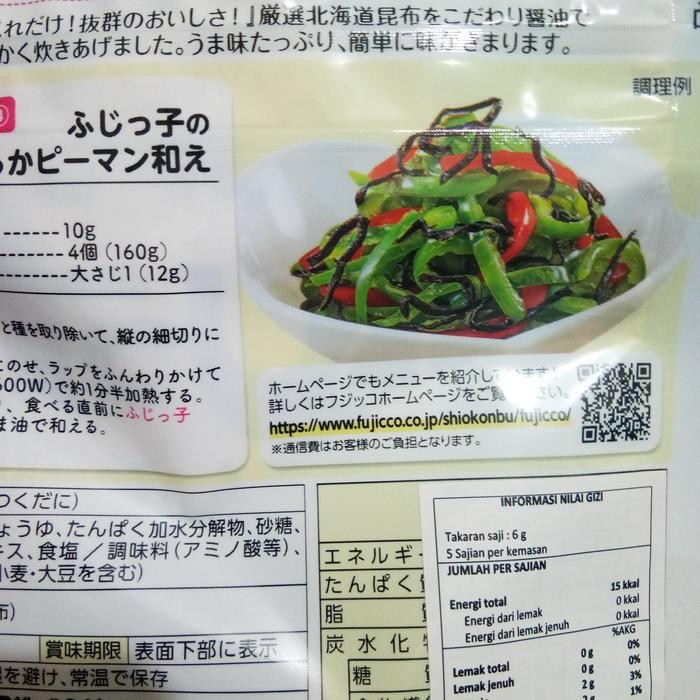 これだけ!抜群のおいしさ!』厳選北海道昆布をこだわり醤油で
かく炊きあげました。うま味たっぷり、簡単に味がきまります。
調理例
ふじっ子の
かピーマン和え
10g
4個(160g)
大さじ1(12g)
と種を取り除いて、縦の細切りに
このせ、ラップをふんわりかけて
500W)で約1分半加熱する。
、食べる直前にふじっ子
ま油で和える。
ホームページでもメニューを紹介しています!
詳しくはフジッコホームページをご覧ください。
https://www.fujicco.co.jp/shiokonbu/fujicco/
※通信費はお客様のご負担となります。
つくだに)
ょうゆ、たんぱく加水分解物、砂糖、
キス、食塩/調味料(アミノ酸等)、
小麦・大豆を含む)
布)
賞味期限 表面下部に表示
を避け、常温で保存
エネルギー
たんぱく質
脂
炭水化
糖
INFORMASI NILAI GIZI
Takaran saji : 6 g
5 Sajian per kemasan
JUMLAH PER SAJIAN
Energi total 15 kkal
Energi dari lemak 0 kkal
Energi dari lemak jenuh 0 kkal
%AKG
Lemak total 0 g 0%
Lemak jenuh 0 g 0%
2 g 3%
2 g 1%